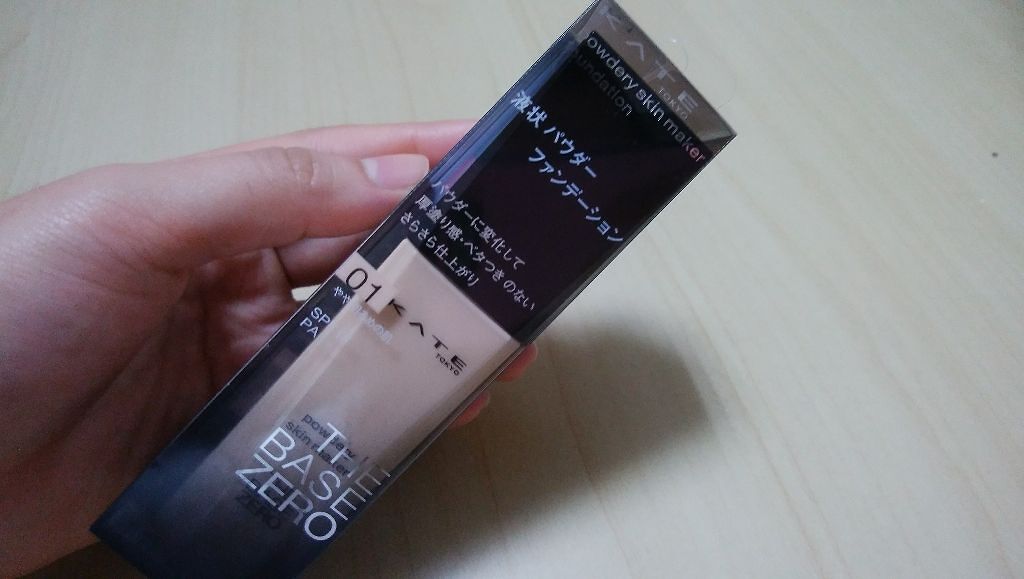 KATE
TOKYO
powdery skin maker
foundation
液状パウダー
ファンデーション
パウダーに変化して
厚塗り感・ベタつきのない
さらさら仕上がり
01
KATE
TOKYO
SP
PA
powdery
skin maker
THE
BASE
ZERO
ZERO